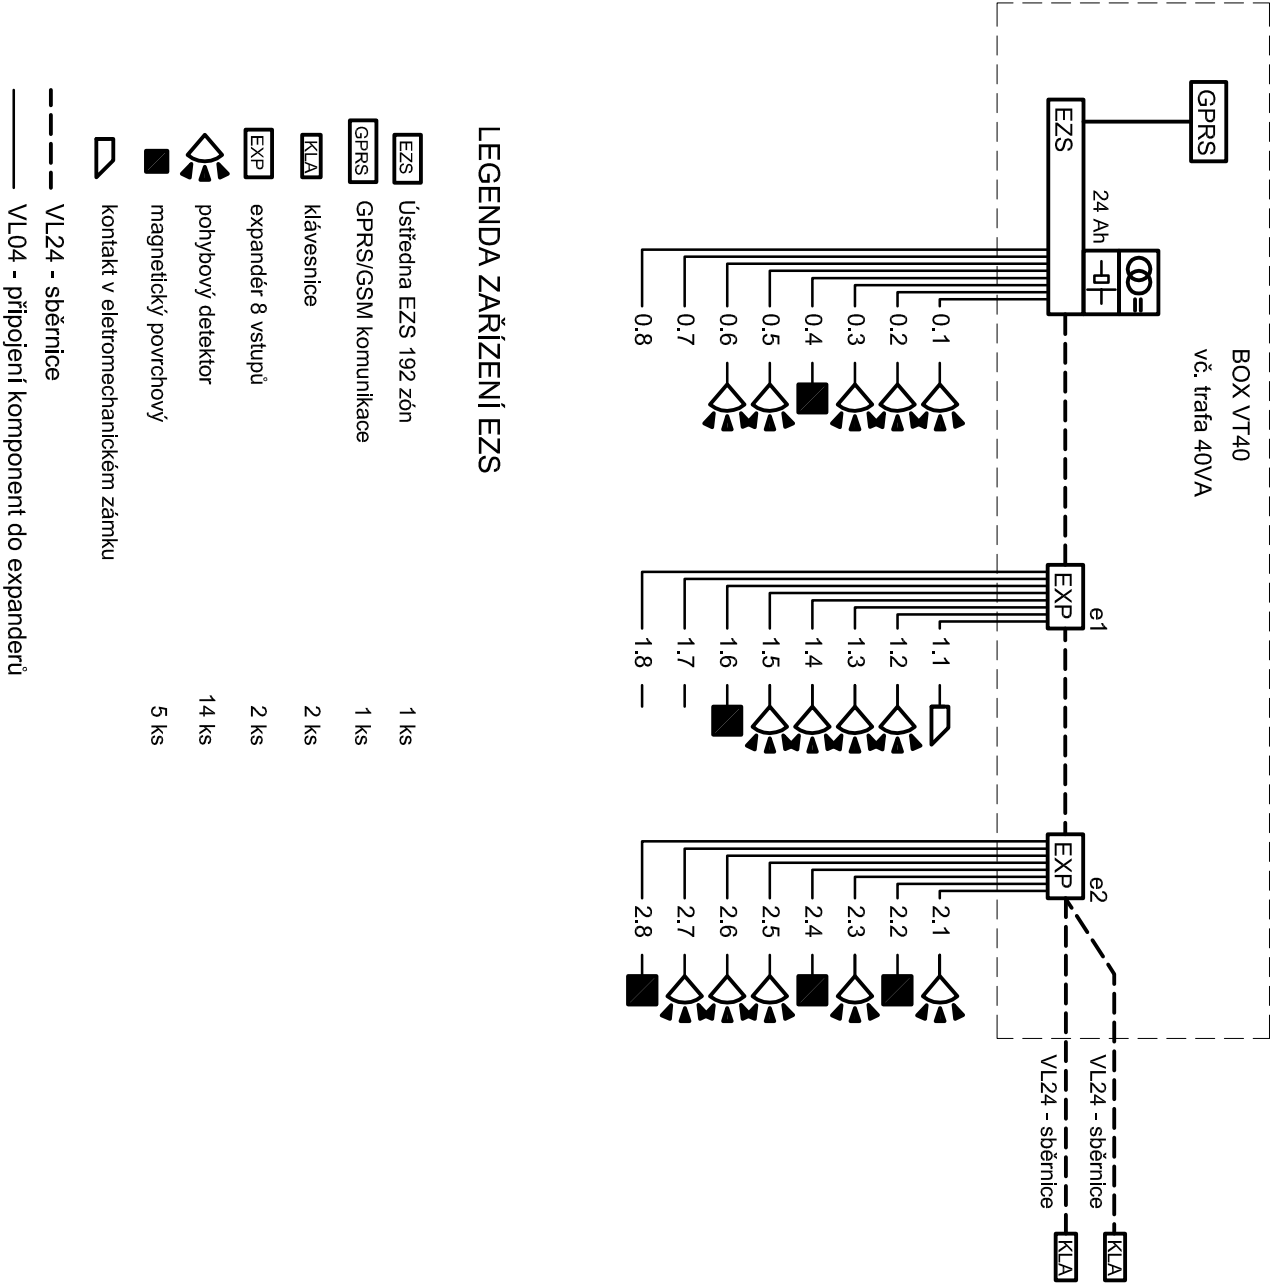 BOX VT40
vč. trafa 40VA
GPRS
24 Ah
EZS
e1
EXP
e2
EXP
VL24 - sběrnice
KLA
VL24 - sběrnice
KLA
0.1
0.2
0.3
0.4
0.5
0.6
0.7
0.8
1.1
1.2
1.3
1.4
1.5
1.6
1.7
1.8
2.1
2.2
2.3
2.4
2.5
2.6
2.7
2.8
LEGENDA ZAŘÍZENÍ EZS
EZS Ústředna EZS 192 zón 1 ks
GPRS GPRS/GSM komunikace 1 ks
KLA klávesnice 2 ks
EXP expandér 8 vstupů 2 ks
pohybový detektor 14 ks
magnetický povrchový 5 ks
kontakt v eletromechanickém zámku
VL24 - sběrnice
VL04 - připojení komponent do expanderů